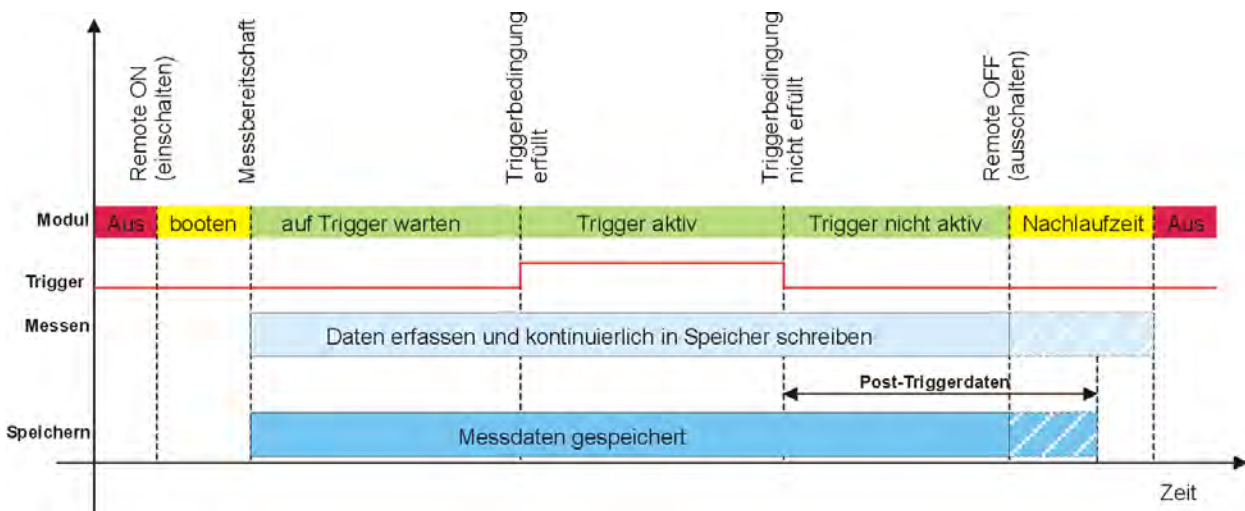 Remote ON
(einschalten)
Messbereitschaft
Triggerbedingung
erfüllt
Triggerbedingung
nicht erfüllt
Remote OFF
(ausschalten)
Modul
Aus
booten
auf Trigger warten
Trigger aktiv
Trigger nicht aktiv
Nachlaufzeit
Aus
Trigger
Messen
Daten erfassen und kontinuierlich in Speicher schreiben
Post-Triggerdaten
Speichern
Messdaten gespeichert
Zeit